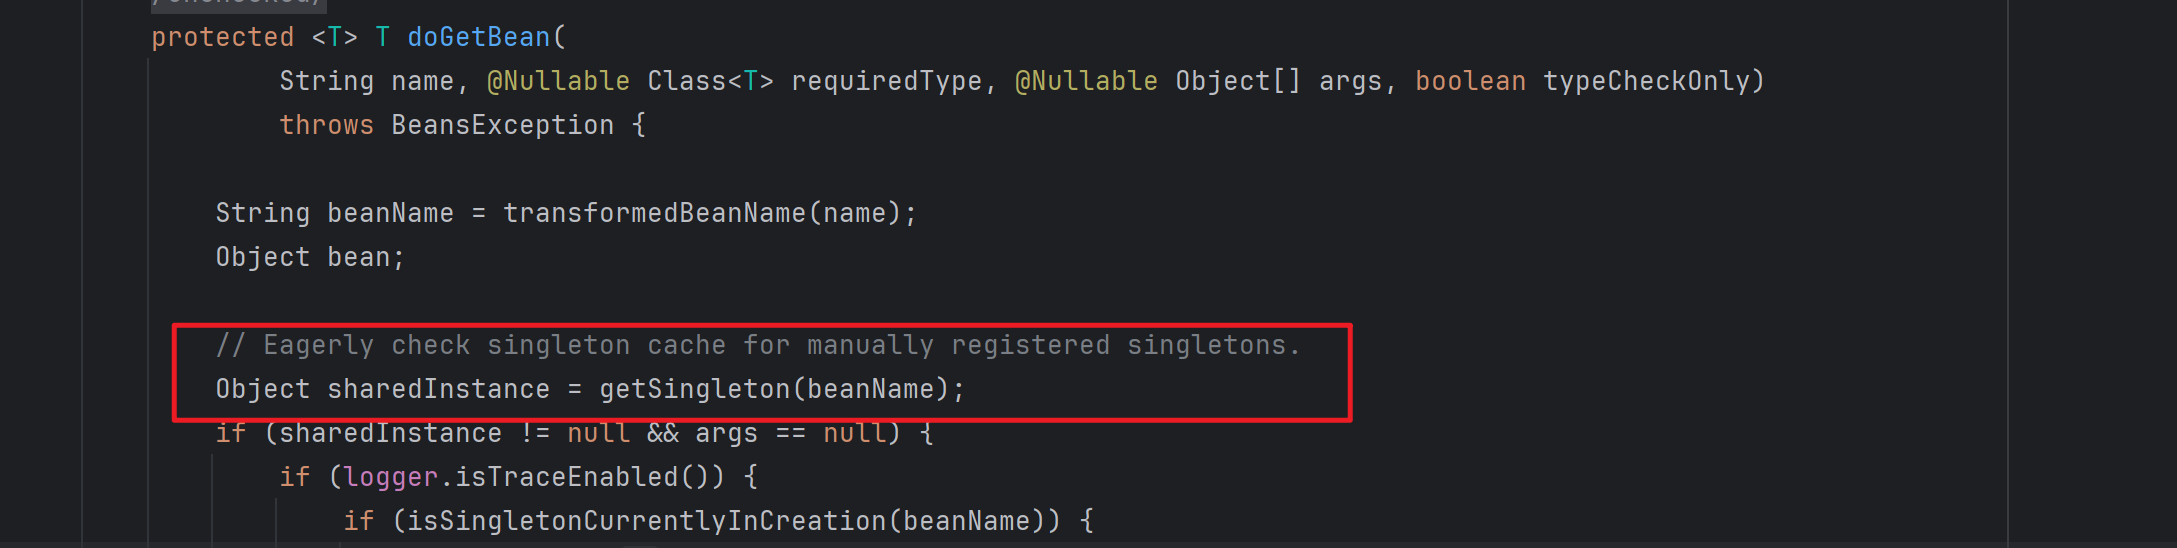 protected <T> T doGetBean(
String name, @Nullable Class<T> requiredType, @Nullable Object[] args, boolean typeCheckOnly)
throws BeansException {
String beanName = transformedBeanName(name);
Object bean;
// Eagerly check singleton cache for manually registered singletons.
Object sharedInstance = getSingleton(beanName);
if (sharedInstance != null && args == null) {
if (logger.isTraceEnabled()) {
if (isSingletonCurrentlyInCreation(beanName)) {